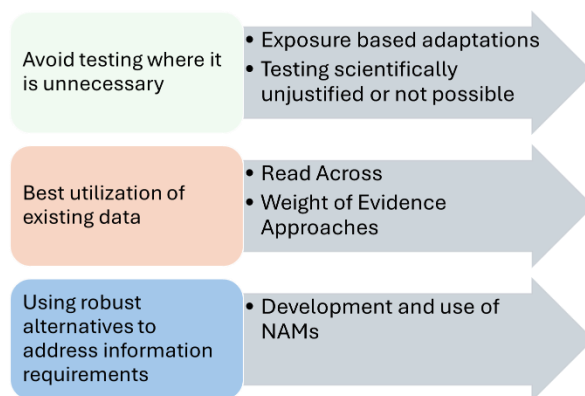 Avoid testing where it
is unnecessary
• Exposure based adaptations
• Testing scientifically
unjustified or not possible
Best utilization of
existing data
• Read Across
• Weight of Evidence
Approaches
Using robust
alternatives to
address information
requirements
• Development and use of
NAMs